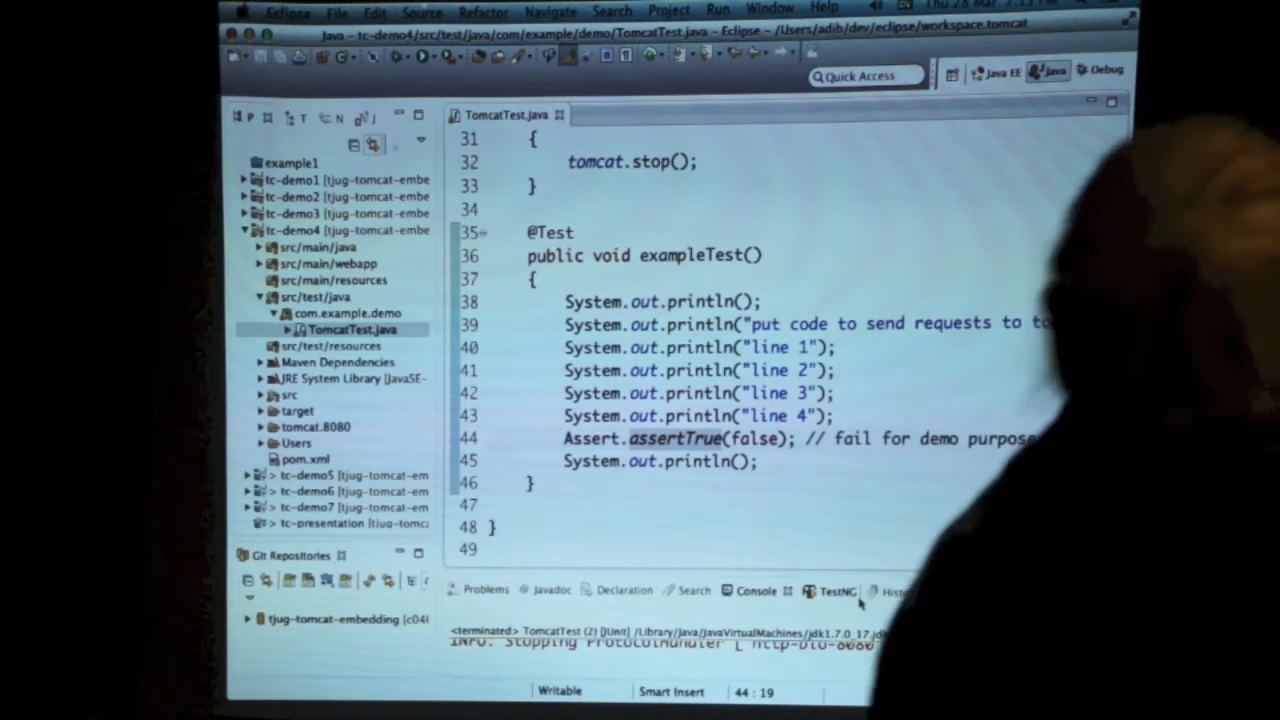 Eclipse File Edit Source Refactor Navigate Search Project Run Window Help Thu 28 Mar
Java - tc-demo4/src/test/java/com/example/demo/TomcatTest.java - Eclipse - /Users/adib/dev/eclipse/workspace.tomcat
Quick Access
Java EE
Java
Debug
P
T
N
J
example1
tc-demo1 [tjug-tomcat-embe
tc-demo2 [tjug-tomcat-embe
tc-demo3 [tjug-tomcat-embe
tc-demo4 [tjug-tomcat-embe
src/main/java
src/main/webapp
src/main/resources
src/test/java
com.example.demo
TomcatTest.java
src/test/resources
Maven Dependencies
JRE System Library [JavaSE-
src
target
tomcat.8080
Users
pom.xml
> tc-demo5 [tjug-tomcat-em
> tc-demo6 [tjug-tomcat-em
> tc-demo7 [tjug-tomcat-em
> tc-presentation [tjug-tomca
Git Repositories
tjug-tomcat-embedding [c04
TomcatTest.java
31 {
32 tomcat.stop();
33 }
34
35 @Test
36 public void exampleTest()
37 {
38 System.out.println();
39 System.out.println("put code to send requests to to
40 System.out.println("line 1");
41 System.out.println("line 2");
42 System.out.println("line 3");
43 System.out.println("line 4");
44 Assert.assertTrue(false); // fail for demo purpose
45 System.out.println();
46 }
47
48 }
49
Problems @ Javadoc Declaration Search Console TestNG Histo
<terminated> TomcatTest (2) [JUnit] /Library/Java/JavaVirtualMachines/jdk1.7.0_17.jdk
INFO: Stopping ProtocolHandler ["http-bio-8080
Writable
Smart Insert
44 : 19